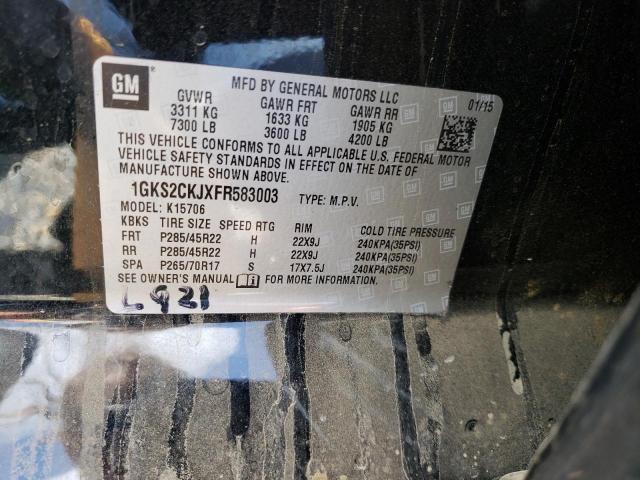 GM
MFD BY GENERAL MOTORS LLC
01/15
GVWR GAWR FRT GAWR RR
3311 KG 1633 KG 1905 KG
7300 LB 3600 LB 4200 LB
THIS VEHICLE CONFORMS TO ALL APPLICABLE U.S. FEDERAL MOTOR
VEHICLE SAFETY STANDARDS IN EFFECT ON THE DATE OF
MANUFACTURE SHOWN ABOVE.
1GKS2CKJXFR583003 TYPE: M.P.V.
MODEL: K15706
KBKS TIRE SIZE SPEED RTG RIM COLD TIRE PRESSURE
FRT P285/45R22 H 22X9J 240KPA(35PSI)
RR P285/45R22 H 22X9J 240KPA(35PSI)
SPA P265/70R17 S 17X7.5J 240KPA(35PSI)
SEE OWNER'S MANUAL FOR MORE INFORMATION.
L921